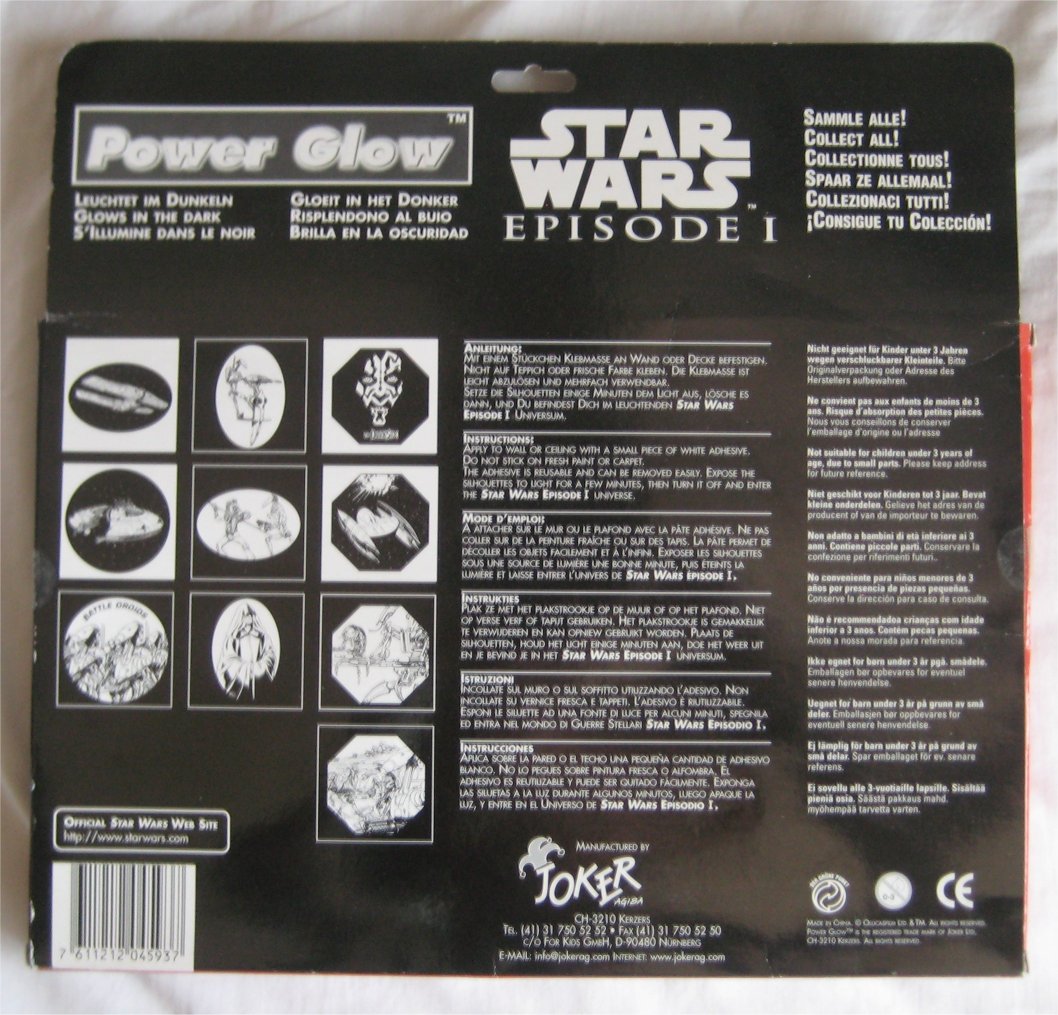 Power Glow™
LEUCHTET IM DUNKELN
GLOWS IN THE DARK
S'ILLUMINE DANS LE NOIR
GLOEIT IN HET DONKER
RISPLENDONO AL BUIO
BRILLA EN LA OSCURIDAD
STAR
WARS™
EPISODE I
SAMMLE ALLE!
COLLECT ALL!
COLLECTIONNE TOUS!
SPAAR ZE ALLEMAAL!
COLLEZIONACI TUTTI!
¡CONSIGUE TU COLECCIÓN!
BATTLE DROIDS
ANLEITUNG:
MIT EINEM STÜCKCHEN KLEBMASSE AN WAND ODER DECKE BEFESTIGEN.
NICHT AUF TEPPICH ODER FRISCHE FARBE KLEBEN. DIE KLEBMASSE IST
LEICHT ABZULÖSEN UND MEHRFACH VERWENDBAR.
SETZE DIE SILHOUETTEN EINIGE MINUTEN DEM LICHT AUS, LÖSCHE ES
DANN, UND DU BEFINDEST DICH IM LEUCHTENDEN STAR WARS
EPISODE I UNIVERSUM.
INSTRUCTIONS:
APPLY TO WALL OR CEILING WITH A SMALL PIECE OF WHITE ADHESIVE.
DO NOT STICK ON FRESH PAINT OR CARPET.
THE ADHESIVE IS REUSABLE AND CAN BE REMOVED EASILY. EXPOSE THE
SILHOUETTES TO LIGHT FOR A FEW MINUTES, THEN TURN IT OFF AND ENTER
THE STAR WARS EPISODE I UNIVERSE.
MODE D'EMPLOI:
A ATTACHER SUR LE MUR OU LE PLAFOND AVEC LA PÂTE ADHÉSIVE. NE PAS
COLLER SUR DE LA PEINTURE FRAÎCHE OU SUR DES TAPIS. LA PÂTE PERMET DE
DÉCOLLER LES OBJETS FACILEMENT ET À L'INFINI. EXPOSER LES SILHOUETTES
SOUS UNE SOURCE DE LUMIÈRE UNE BONNE MINUTE, PUIS ÉTEINTS LA
LUMIÈRE ET LAISSE ENTRER L'UNIVERS DE STAR WARS ÉPISODE I.
INSTRUKTIES
PLAK ZE MET HET PLAKSTROOKJE OP DE MUUR OF OP HET PLAFOND. NIET
OP VERSE VERF OF TAPIJT GEBRUIKEN. HET PLAKSTROOKJE IS GEMAKKELIJK
TE VERWIJDEREN EN KAN OPNIEW GEBRUIKT WORDEN. PLAATS DE
SILHOUETTEN, HOUD HET LICHT EINIGE MINUTEN AAN, DOE HET WEER UIT
EN JE BEVIND JE IN HET STAR WARS EPISODE I UNIVERSUM.
ISTRUZIONI
INCOLLATE SUL MURO O SUL SOFFITTO UTILIZZANDO L'ADESIVO. NON
INCOLLATE SU VERNICE FRESCA E TAPPETI. L'ADESIVO È RIUTILIZZABILE.
ESPONI LE SILUETTE AD UNA FONTE DI LUCE PER ALCUNI MINUTI, SPEGNILA
ED ENTRA NEL MONDO DI GUERRE STELLARI STAR WARS EPISODIO I.
INSTRUCCIONES
APLICA SOBRE LA PARED O EL TECHO UNA PEQUEÑA CANTIDAD DE ADHESIVO
BLANCO. NO LO PEGUES SOBRE PINTURA FRESCA O ALFOMBRA. EL
ADHESIVO ES REUTILIZABLE Y PUEDE SER QUITADO FÁCILMENTE. EXPONGA
LAS SILUETAS A LA LUZ DURANTE ALGUNOS MINUTOS, LUEGO APAQUE LA
LUZ, Y ENTRE EN EL UNIVERSO DE STAR WARS EPISODIO I.
Nicht geeignet für Kinder unter 3 Jahren
wegen verschluckbarer Kleinteile. Bitte
Originalverpackung oder Adresse des
Herstellers aufbewahren.
Ne convient pas aux enfants de moins de 3
ans. Risque d'absorption des petites pièces.
Nous vous conseillons de conserver
l'emballage d'origine ou l'adresse
Not suitable for children under 3 years of
age, due to small parts. Please keep address
for future reference.
Niet geschikt voor Kinderen tot 3 jaar. Bevat
kleine onderdelen. Gelieve het adres van de
producent of van de importeur te bewaren.
Non adatto a bambini di età inferiore ai 3
anni. Contiene piccole parti. Conservare la
confezione per riferimenti futuri..
No conveniente para niños menores de 3
años por presencia de piezas pequeñas.
Conserve la dirección para caso de consulta.
Não é recommendadoa crianças com idade
inferior a 3 anos. Contém pecas pequenas.
Anote a nossa morada para referencia.
Ikke egnet for børn under 3 år pgå. smådele.
Emballagen bør opbevares for eventuel
senere henvendelse.
Uegnet for barn under 3 år på grunn av små
deler. Emballasjen bør oppbevares for
eventuell senere henvendelse
Ej lämplig för barn under 3 år på grund av
små delar. Spar emballaget för ev. senare
referens.
Ei sovellu alle 3-vuotiaille lapsille. Sisältää
pieniä osia. Säästä pakkaus mahd.
myöhempää tarvetta varten.
OFFICIAL STAR WARS WEB SITE
http://www.starwars.com
7 611212 045937
MANUFACTURED BY
JOKER
AGIBA
CH-3210 KERZERS
TEL. (41) 31 750 52 52 • FAX (41) 31 750 52 50
C/O FOR KIDS GMBH, D-90480 NÜRNBERG
E-MAIL: info@jokerag.com INTERNET: www.jokerag.com
DER GRÜNE PUNKT
0-3
CE
MADE IN CHINA. © LUCASFILM LTD. & TM. ALL RIGHTS RESERVED.
POWER GLOW™ IS THE REGISTERED TRADE MARK OF JOKER LTD.
CH-3210 KERZERS. ALL RIGHTS RESERVED.